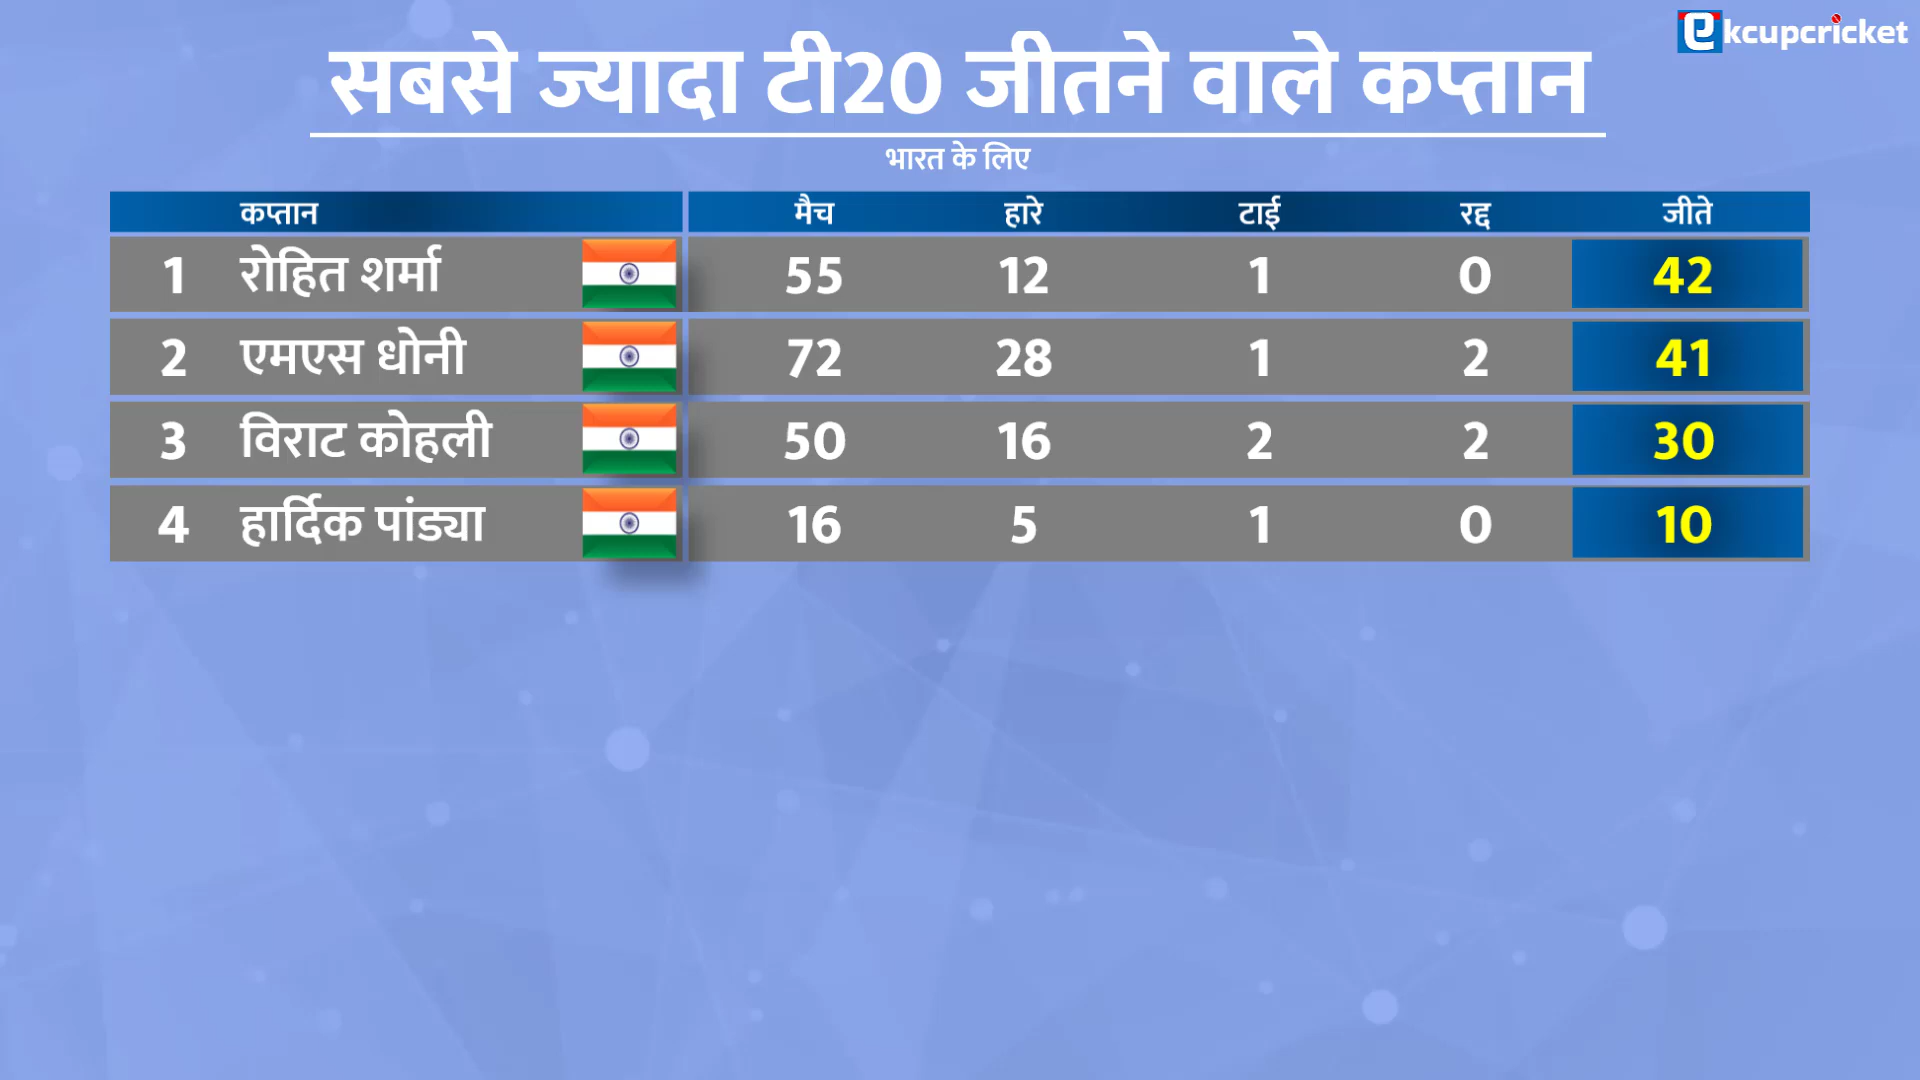 ekcupcricket
सबसे ज्यादा टी20 जीतने वाले कप्तान
भारत के लिए
कप्तान मैच हारे टाई रद्द जीते
1 रोहित शर्मा 55 12 1 0 42
2 एमएस धोनी 72 28 1 2 41
3 विराट कोहली 50 16 2 2 30
4 हार्दिक पांड्या 16 5 1 0 10